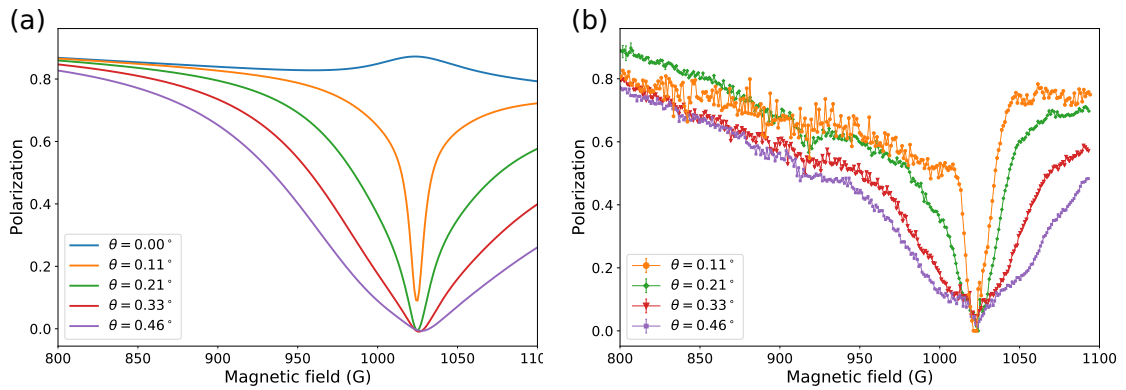 (a)
Polarization
0.8
0.6
0.4
0.2
0.0
θ = 0.00°
θ = 0.11°
θ = 0.21°
θ = 0.33°
θ = 0.46°
800 850 900 950 1000 1050 1100
Magnetic field (G)
(b)
Polarization
0.8
0.6
0.4
0.2
0.0
θ = 0.11°
θ = 0.21°
θ = 0.33°
θ = 0.46°
800 850 900 950 1000 1050 1100
Magnetic field (G)